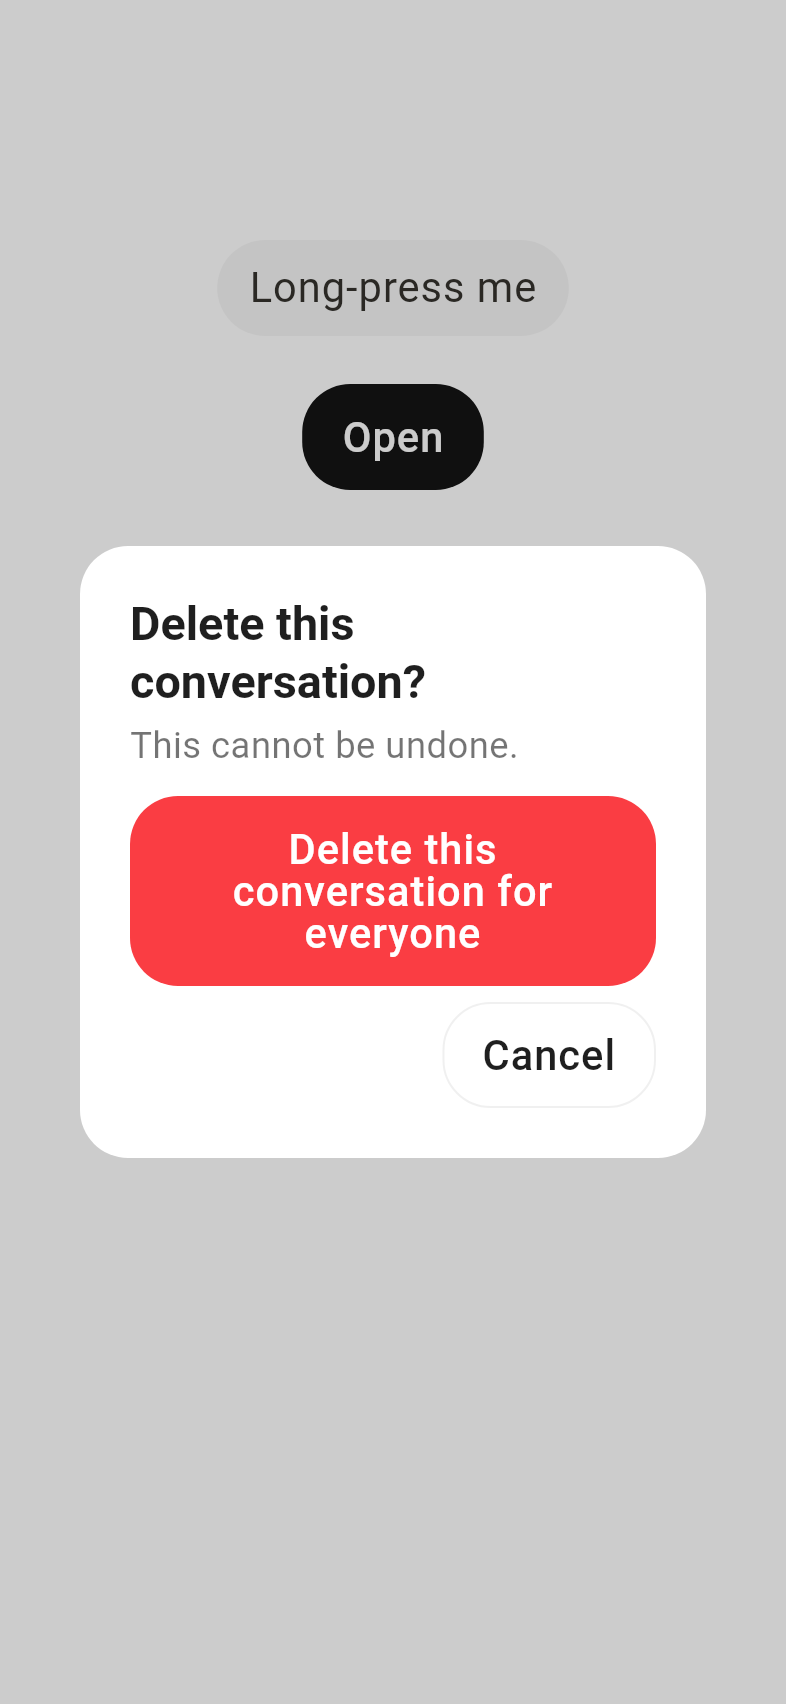 Long-press me
Open
Delete this
conversation?
This cannot be undone.
Delete this
conversation for
everyone
Cancel